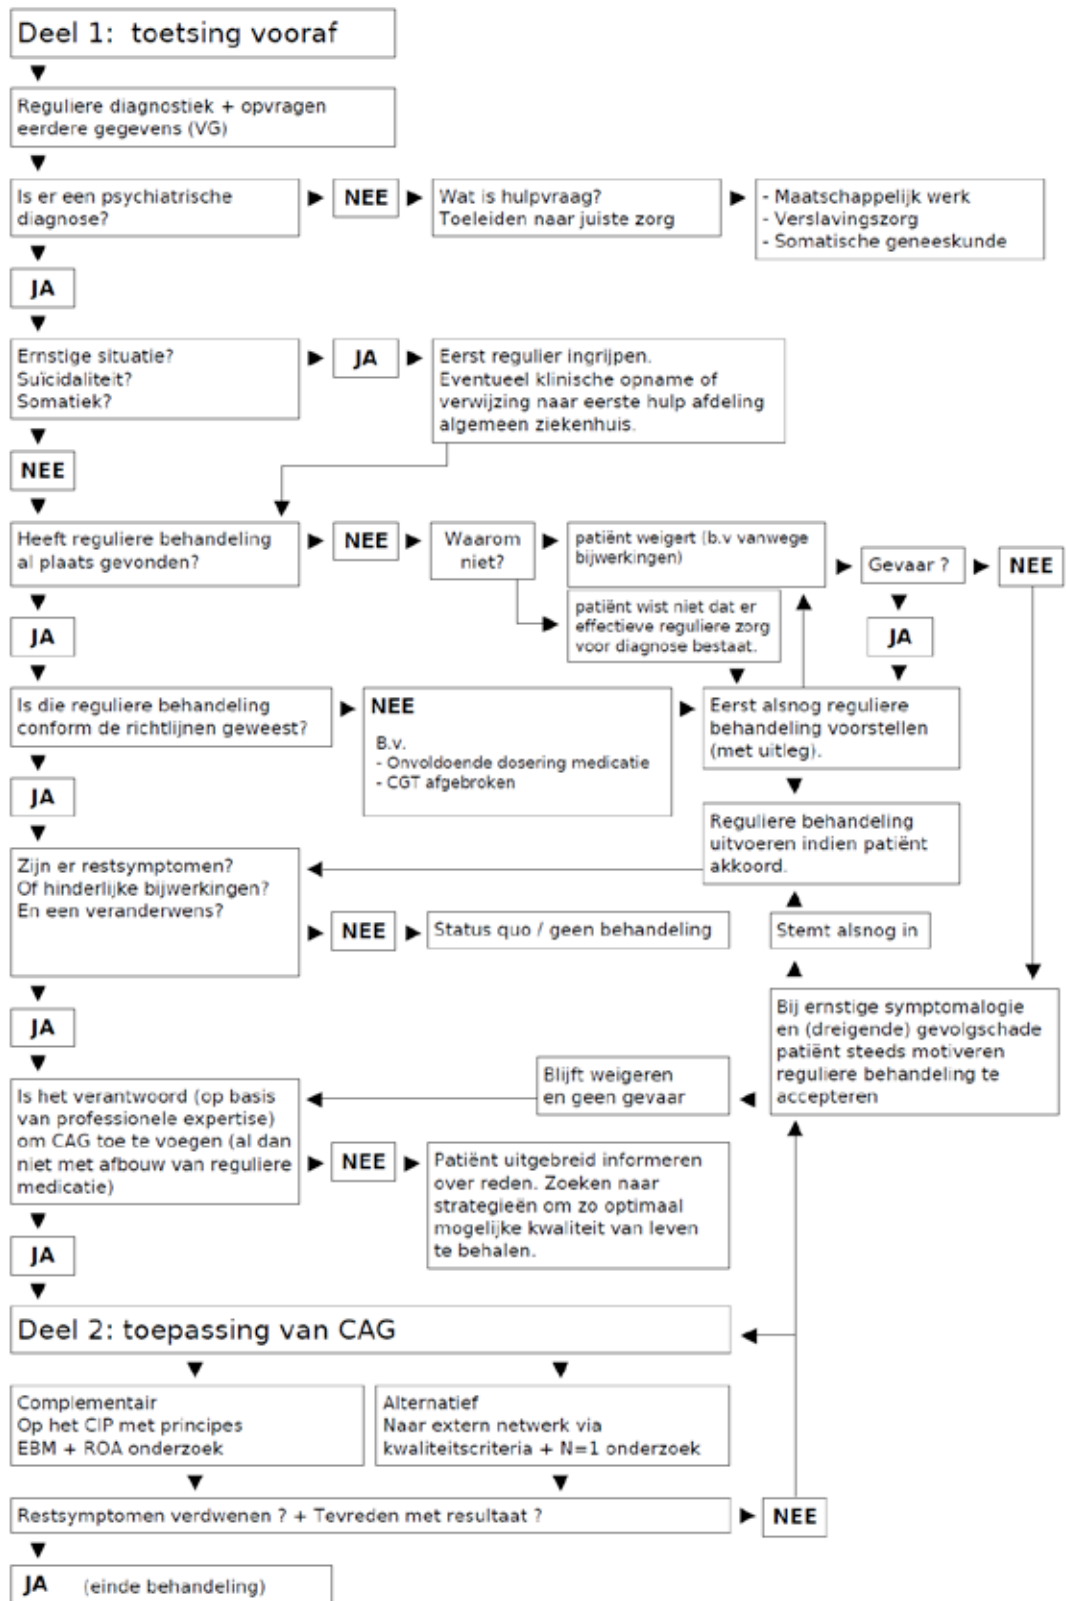 Deel 1: toetsing vooraf
Reguliere diagnostiek + opvragen
eerdere gegevens (VG)
Is er een psychiatrische
diagnose?
NEE
Wat is hulpvraag?
Toeleiden naar juiste zorg
- Maatschappelijk werk
- Verslavingszorg
- Somatische geneeskunde
JA
Ernstige situatie?
Suïcidaliteit?
Somatiek?
JA
Eerst regulier ingrijpen.
Eventueel klinische opname of
verwijzing naar eerste hulp afdeling
algemeen ziekenhuis.
NEE
Heeft reguliere behandeling
al plaats gevonden?
NEE
Waarom
niet?
patiënt weigert (b.v vanwege
bijwerkingen)
Gevaar ?
NEE
patiënt wist niet dat er
effectieve reguliere zorg
voor diagnose bestaat.
JA
JA
Is die reguliere behandeling
conform de richtlijnen geweest?
NEE
B.v.
- Onvoldoende dosering medicatie
- CGT afgebroken
Eerst alsnog reguliere
behandeling voorstellen
(met uitleg).
JA
Reguliere behandeling
uitvoeren indien patiënt
akkoord.
Zijn er restsymptomen?
Of hinderlijke bijwerkingen?
En een veranderwens?
NEE
Status quo / geen behandeling
Stemt alsnog in
JA
Bij ernstige symptomalogie
en (dreigende) gevolgschade
patiënt steeds motiveren
reguliere behandeling te
accepteren
Blijft weigeren
en geen gevaar
Is het verantwoord (op basis
van professionele expertise)
om CAG toe te voegen (al dan
niet met afbouw van reguliere
medicatie)
NEE
Patiënt uitgebreid informeren
over reden. Zoeken naar
strategieën om zo optimaal
mogelijke kwaliteit van leven
te behalen.
JA
Deel 2: toepassing van CAG
Complementair
Op het CIP met principes
EBM + ROA onderzoek
Alternatief
Naar extern netwerk via
kwaliteitscriteria + N=1 onderzoek
Restsymptomen verdwenen ? + Tevreden met resultaat ?
NEE
JA (einde behandeling)